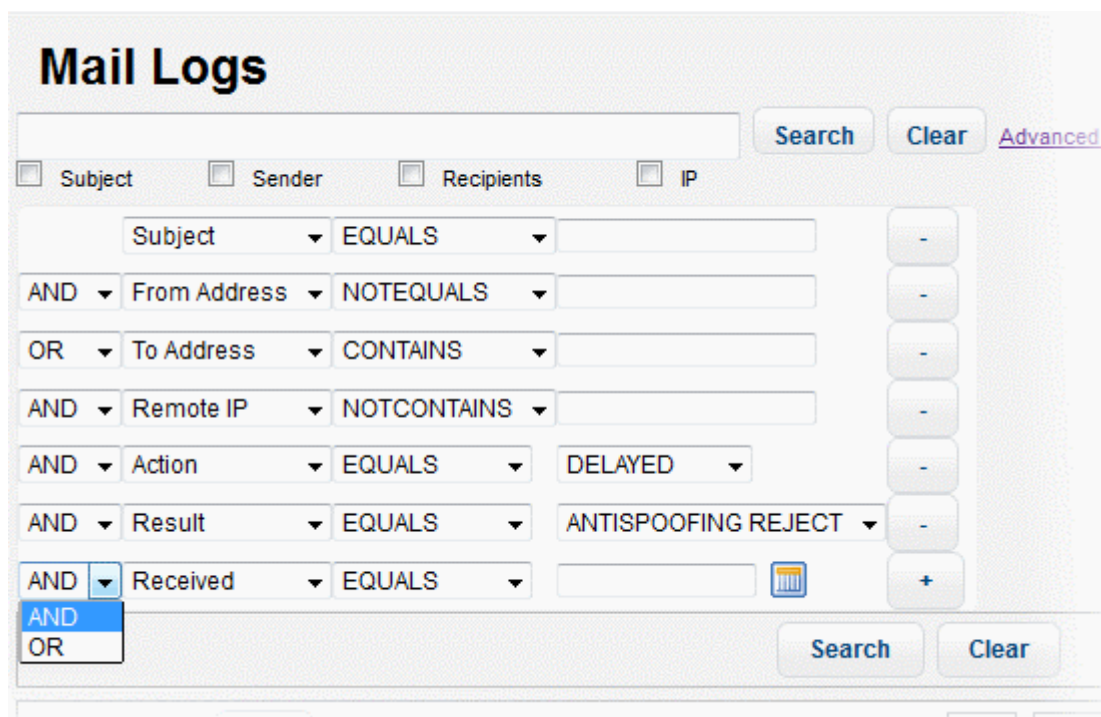 Mail Logs
Search Clear Advanced
Subject Sender Recipients IP
Subject EQUALS -
AND From Address NOTEQUALS -
OR To Address CONTAINS -
AND Remote IP NOTCONTAINS -
AND Action EQUALS DELAYED -
AND Result EQUALS ANTISPOOFING REJECT -
AND Received EQUALS +
AND
OR
Search Clear